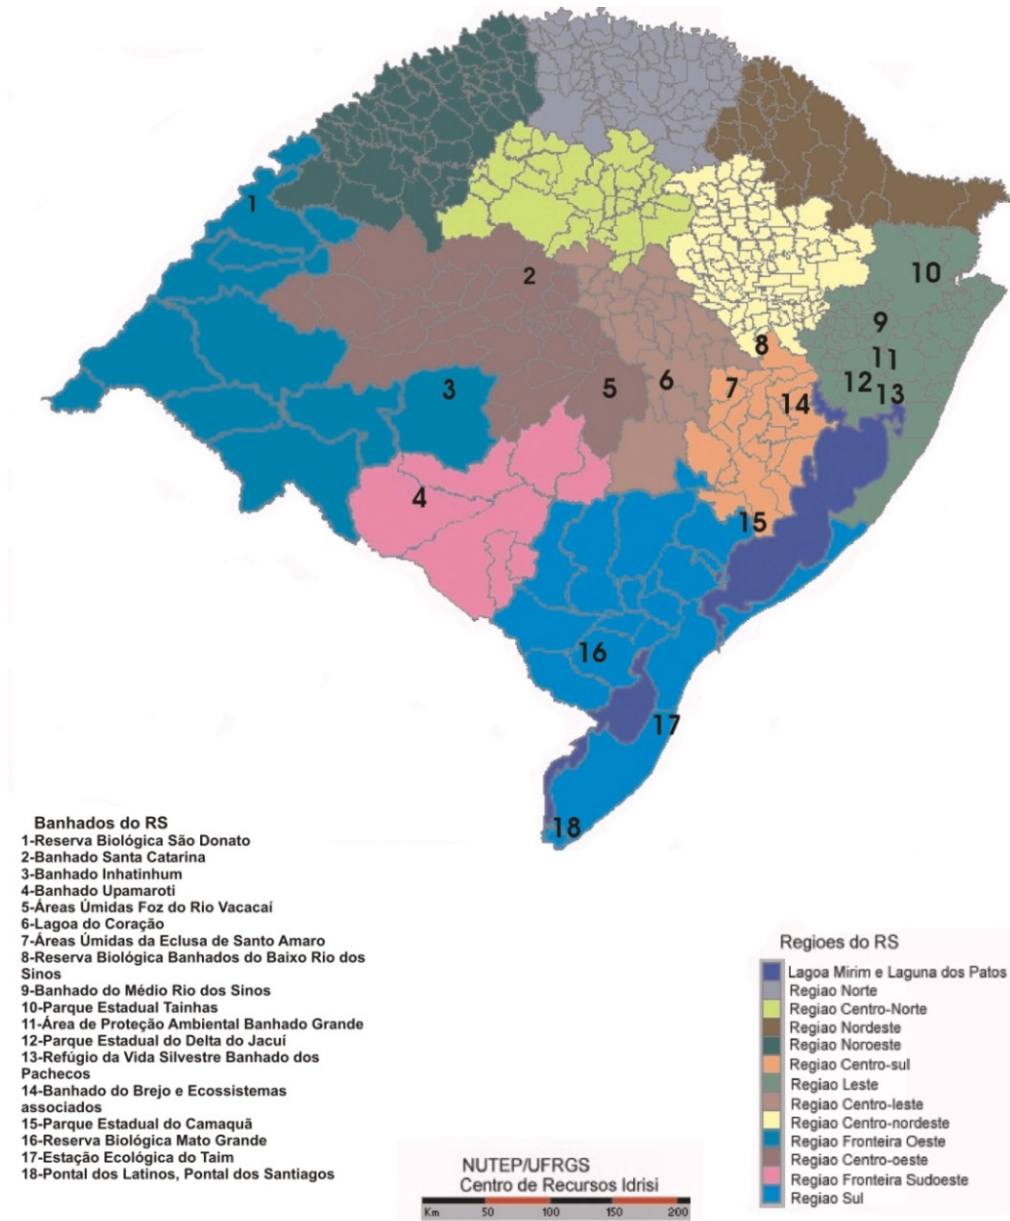 1
2
3
4
5
6
7
8
9
10
11
12
13
14
15
16
17
18
Banhados do RS
1-Reserva Biológica São Donato
2-Banhado Santa Catarina
3-Banhado Inhatinhum
4-Banhado Upamaroti
5-Áreas Úmidas Foz do Rio Vacacaí
6-Lagoa do Coração
7-Áreas Úmidas da Eclusa de Santo Amaro
8-Reserva Biológica Banhados do Baixo Rio dos
Sinos
9-Banhado do Médio Rio dos Sinos
10-Parque Estadual Tainhas
11-Área de Proteção Ambiental Banhado Grande
12-Parque Estadual do Delta do Jacuí
13-Refúgio da Vida Silvestre Banhado dos
Pachecos
14-Banhado do Brejo e Ecossistemas
associados
15-Parque Estadual do Camaquã
16-Reserva Biológica Mato Grande
17-Estação Ecológica do Taim
18-Pontal dos Latinos, Pontal dos Santiagos
NUTEP/UFRGS
Centro de Recursos Idrisi
Km 50 100 150 200
Regioes do RS
Lagoa Mirim e Laguna dos Patos
Regiao Norte
Regiao Centro-Norte
Regiao Nordeste
Regiao Noroeste
Regiao Centro-sul
Regiao Leste
Regiao Centro-leste
Regiao Centro-nordeste
Regiao Fronteira Oeste
Regiao Centro-oeste
Regiao Fronteira Sudoeste
Regiao Sul